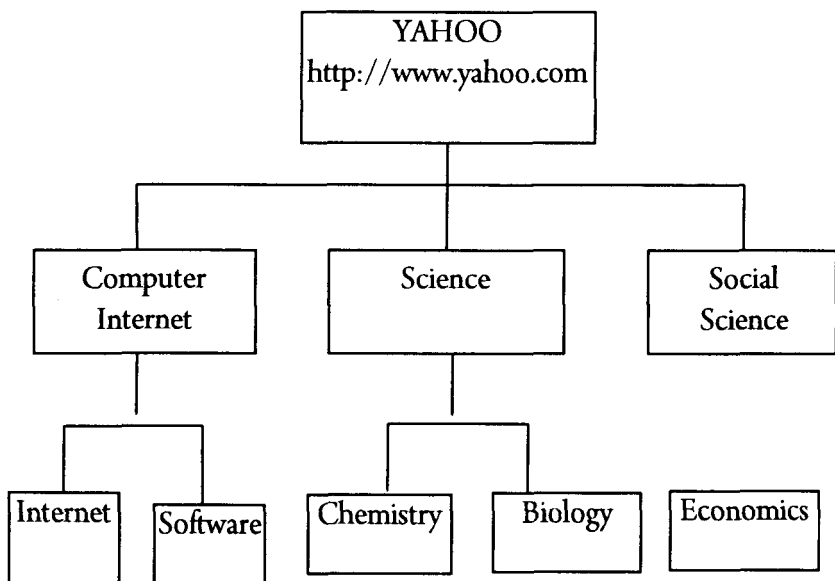 YAHOO
http://www.yahoo.com
Computer
Internet
Science
Social
Science
Internet
Software
Chemistry
Biology
Economics